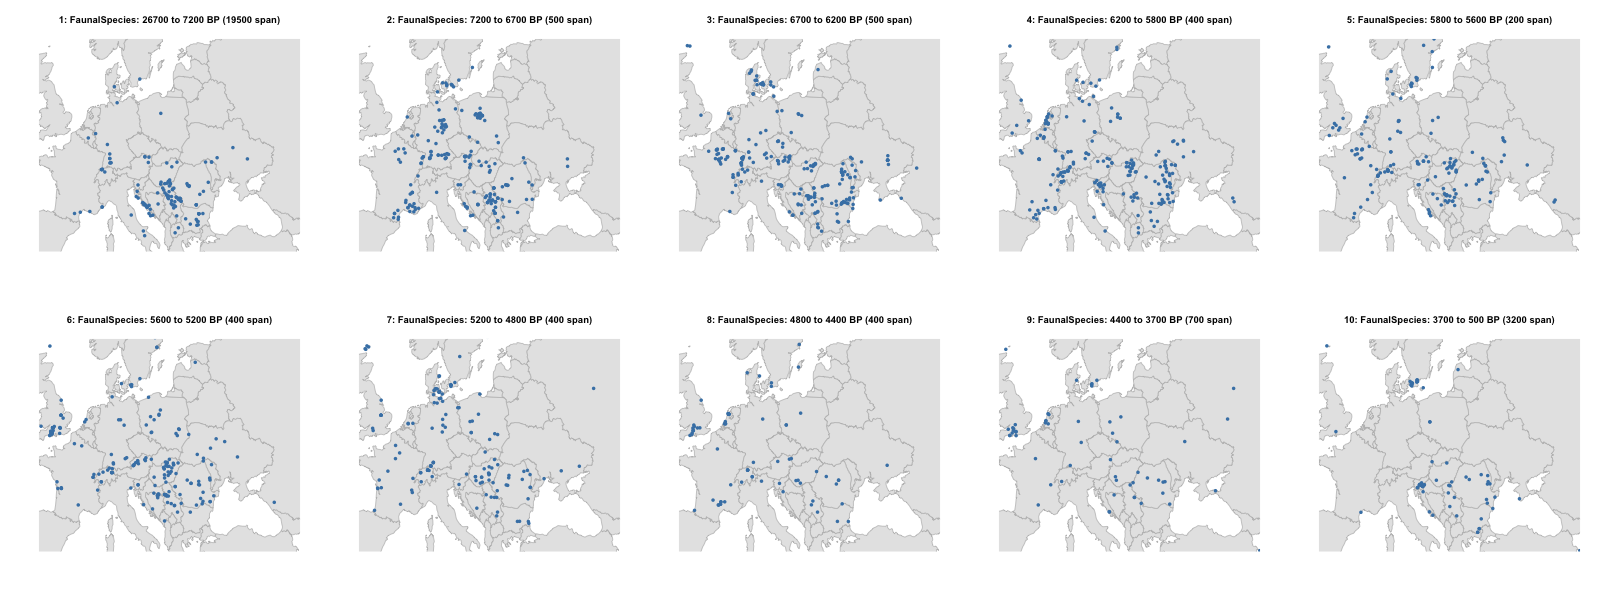 1: FaunalSpecies: 26700 to 7200 BP (19500 span)
2: FaunalSpecies: 7200 to 6700 BP (500 span)
3: FaunalSpecies: 6700 to 6200 BP (500 span)
4: FaunalSpecies: 6200 to 5800 BP (400 span)
5: FaunalSpecies: 5800 to 5600 BP (200 span)
6: FaunalSpecies: 5600 to 5200 BP (400 span)
7: FaunalSpecies: 5200 to 4800 BP (400 span)
8: FaunalSpecies: 4800 to 4400 BP (400 span)
9: FaunalSpecies: 4400 to 3700 BP (700 span)
10: FaunalSpecies: 3700 to 500 BP (3200 span)